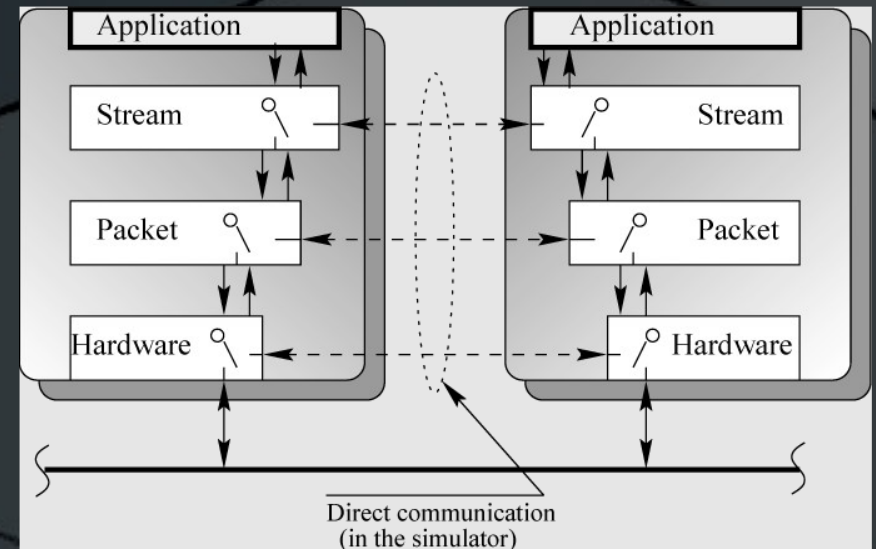 Application
Application
Stream
Stream
Packet
Packet
Hardware
Hardware
Direct communication
(in the simulator)